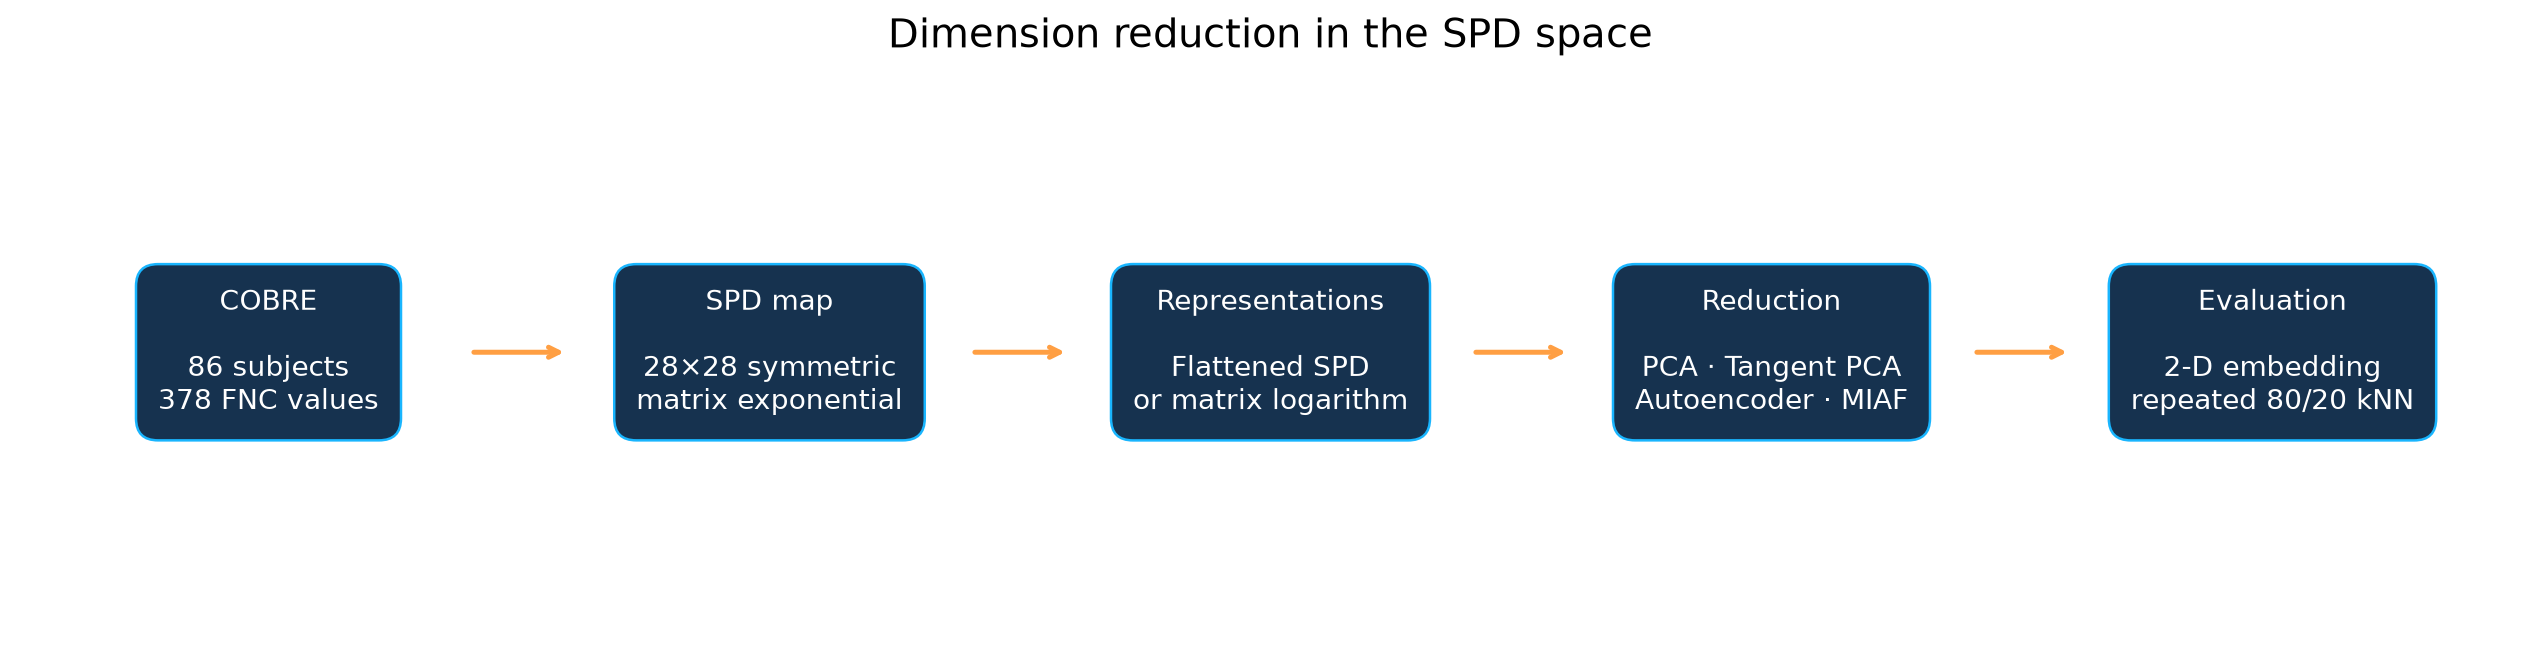 Dimension reduction in the SPD space
COBRE
86 subjects
378 FNC values
SPD map
28×28 symmetric
matrix exponential
Representations
Flattened SPD
or matrix logarithm
Reduction
PCA · Tangent PCA
Autoencoder · MIAF
Evaluation
2-D embedding
repeated 80/20 kNN